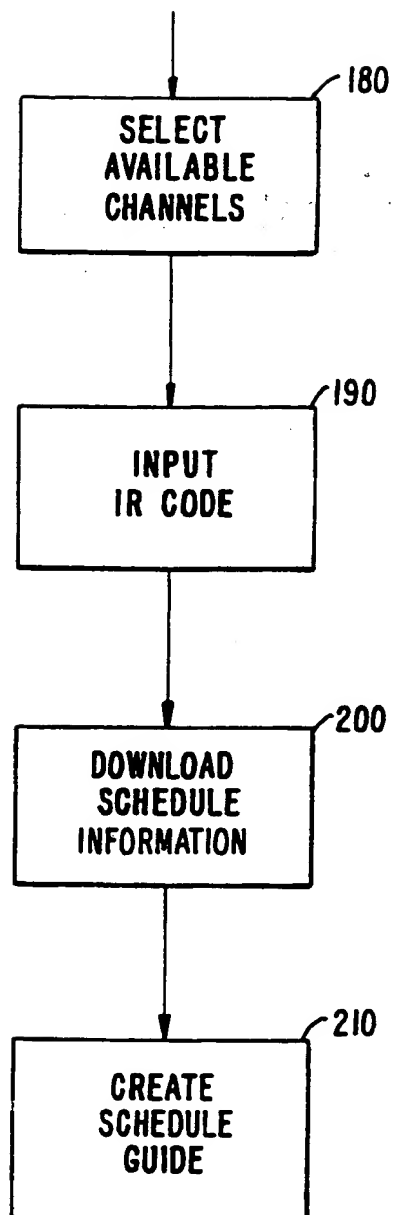 180
SELECT
AVAILABLE
CHANNELS
190
INPUT
IR CODE
200
DOWNLOAD
SCHEDULE
INFORMATION
210
CREATE
SCHEDULE
GUIDE